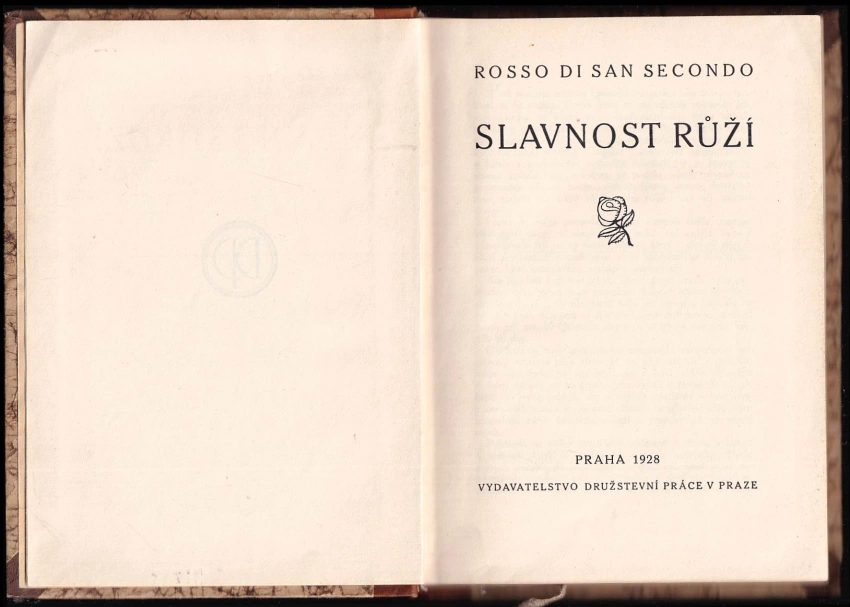 ROSSO DI SAN SECONDO
SLAVNOST RŮŽÍ
PRAHA 1928
VYDAVATELSTVO DRUŽSTEVNÍ PRÁCE V PRAZE